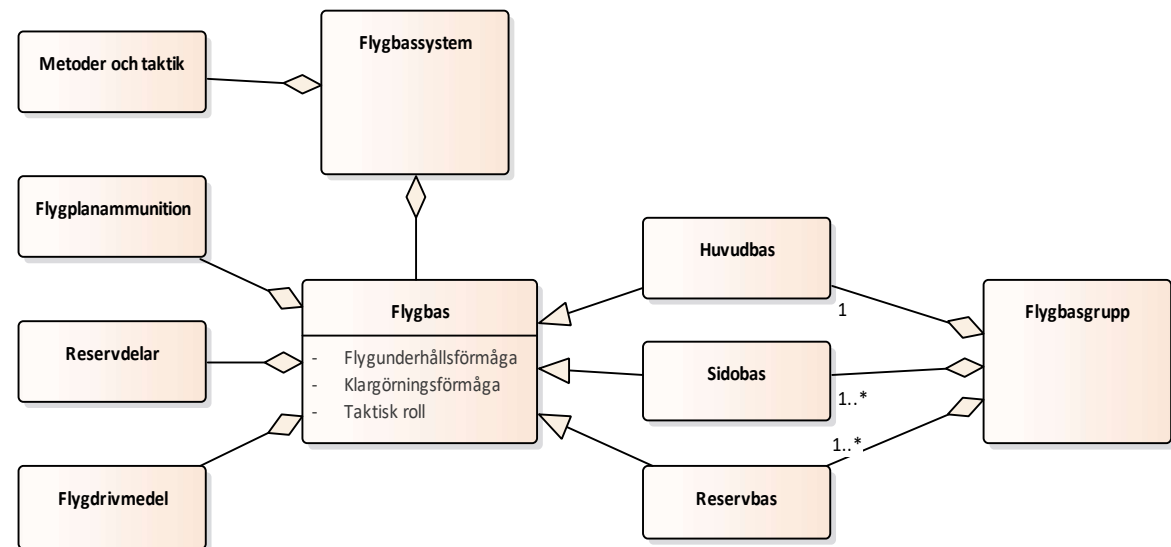 Flygbassystem
Metoder och taktik
Flygplanammunition
Huvudbas
Flygbas
Flygbasgrupp
1
- Flygunderhållsförmåga
- Klargörningsförmåga
- Taktisk roll
Reservdelar
Sidobas
1..*
1..*
Flygdrivmedel
Reservbas